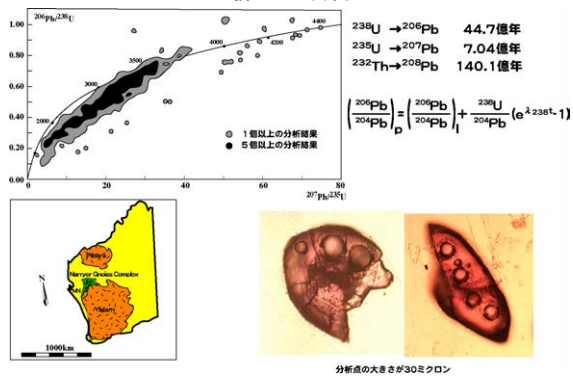 ²⁰⁶Pb/²³⁸U
1.00
0.80
0.60
0.40
0.20
0.00
2000
3000
3500
4000
4200
4400
1個以上の分析結果
5個以上の分析結果
0
20
40
60
80
²⁰⁷Pb/²³⁵U
²³⁸U →²⁰⁶Pb 44.7億年
²³⁵U →²⁰⁷Pb 7.04億年
²³²Th→²⁰⁸Pb 140.1億年
(²⁰⁶Pb/²⁰⁴Pb)p=(²⁰⁶Pb/²⁰⁴Pb)I+²³⁸U/²⁰⁴Pb(e^λ238t-1)
Pilbara
Narryer Gneiss Complex
Yilgarn
1000km
分析点の大きさが30ミクロン